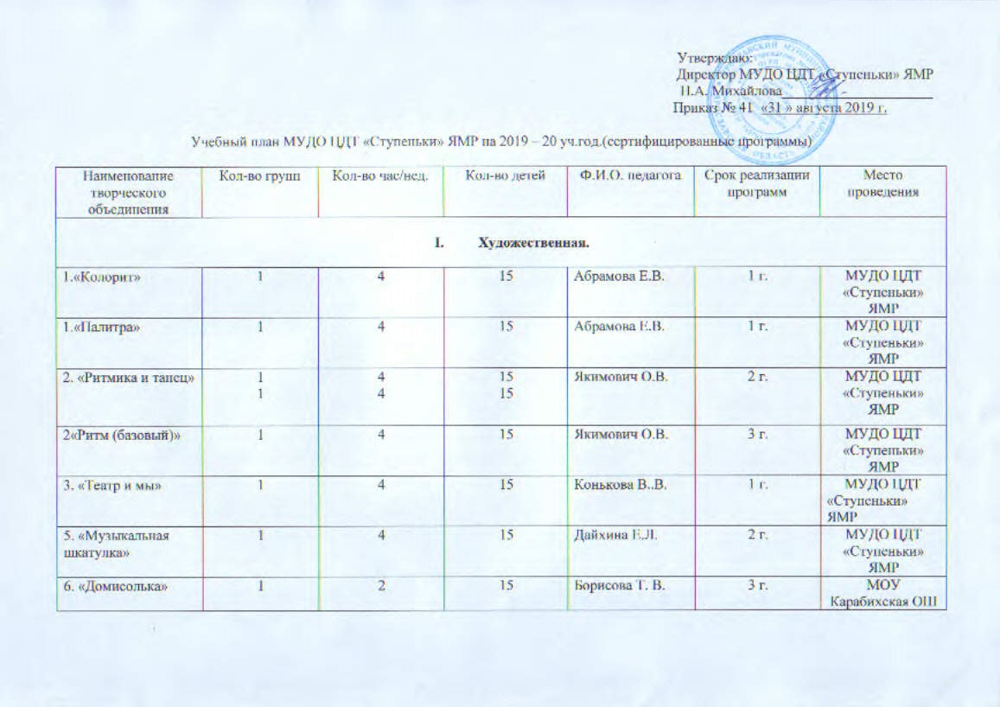 Утверждаю:
Директор МУДО ЦДТ «Ступеньки» ЯМР
Н.А. Михайлова
Приказ № 41 «31 » августа 2019 г.
Учебный план МУДО ЦДТ «Ступеньки» ЯМР на 2019 – 20 уч.год.(сертифицированные программы)
Наименование творческого объединения Кол-во групп Кол-во час/нед. Кол-во детей Ф.И.О. педагога Срок реализации программ Место проведения
I. Художественная.
1.«Колорит» 1 4 15 Абрамова Е.В. 1 г. МУДО ЦДТ
«Ступеньки»
ЯМР
1.«Палитра» 1 4 15 Абрамова Е.В. 1 г. МУДО ЦДТ
«Ступеньки»
ЯМР
2. «Ритмика и танец» 1 4 15 Якимович О.В. 2 г. МУДО ЦДТ
1 4 15 «Ступеньки»
ЯМР
2«Ритм (базовый)» 1 4 15 Якимович О.В. 3 г. МУДО ЦДТ
«Ступеньки»
ЯМР
3. «Театр и мы» 1 4 15 Конькова В..В. 1 г. МУДО ЦДТ
«Ступеньки»
ЯМР
5. «Музыкальная 1 4 15 Дайхина Е.Л. 2 г. МУДО ЦДТ
шкатулка» «Ступеньки»
ЯМР
6. «Домисолька» 1 2 15 Борисова Т. В. 3 г. МОУ
Карабихская ОШ